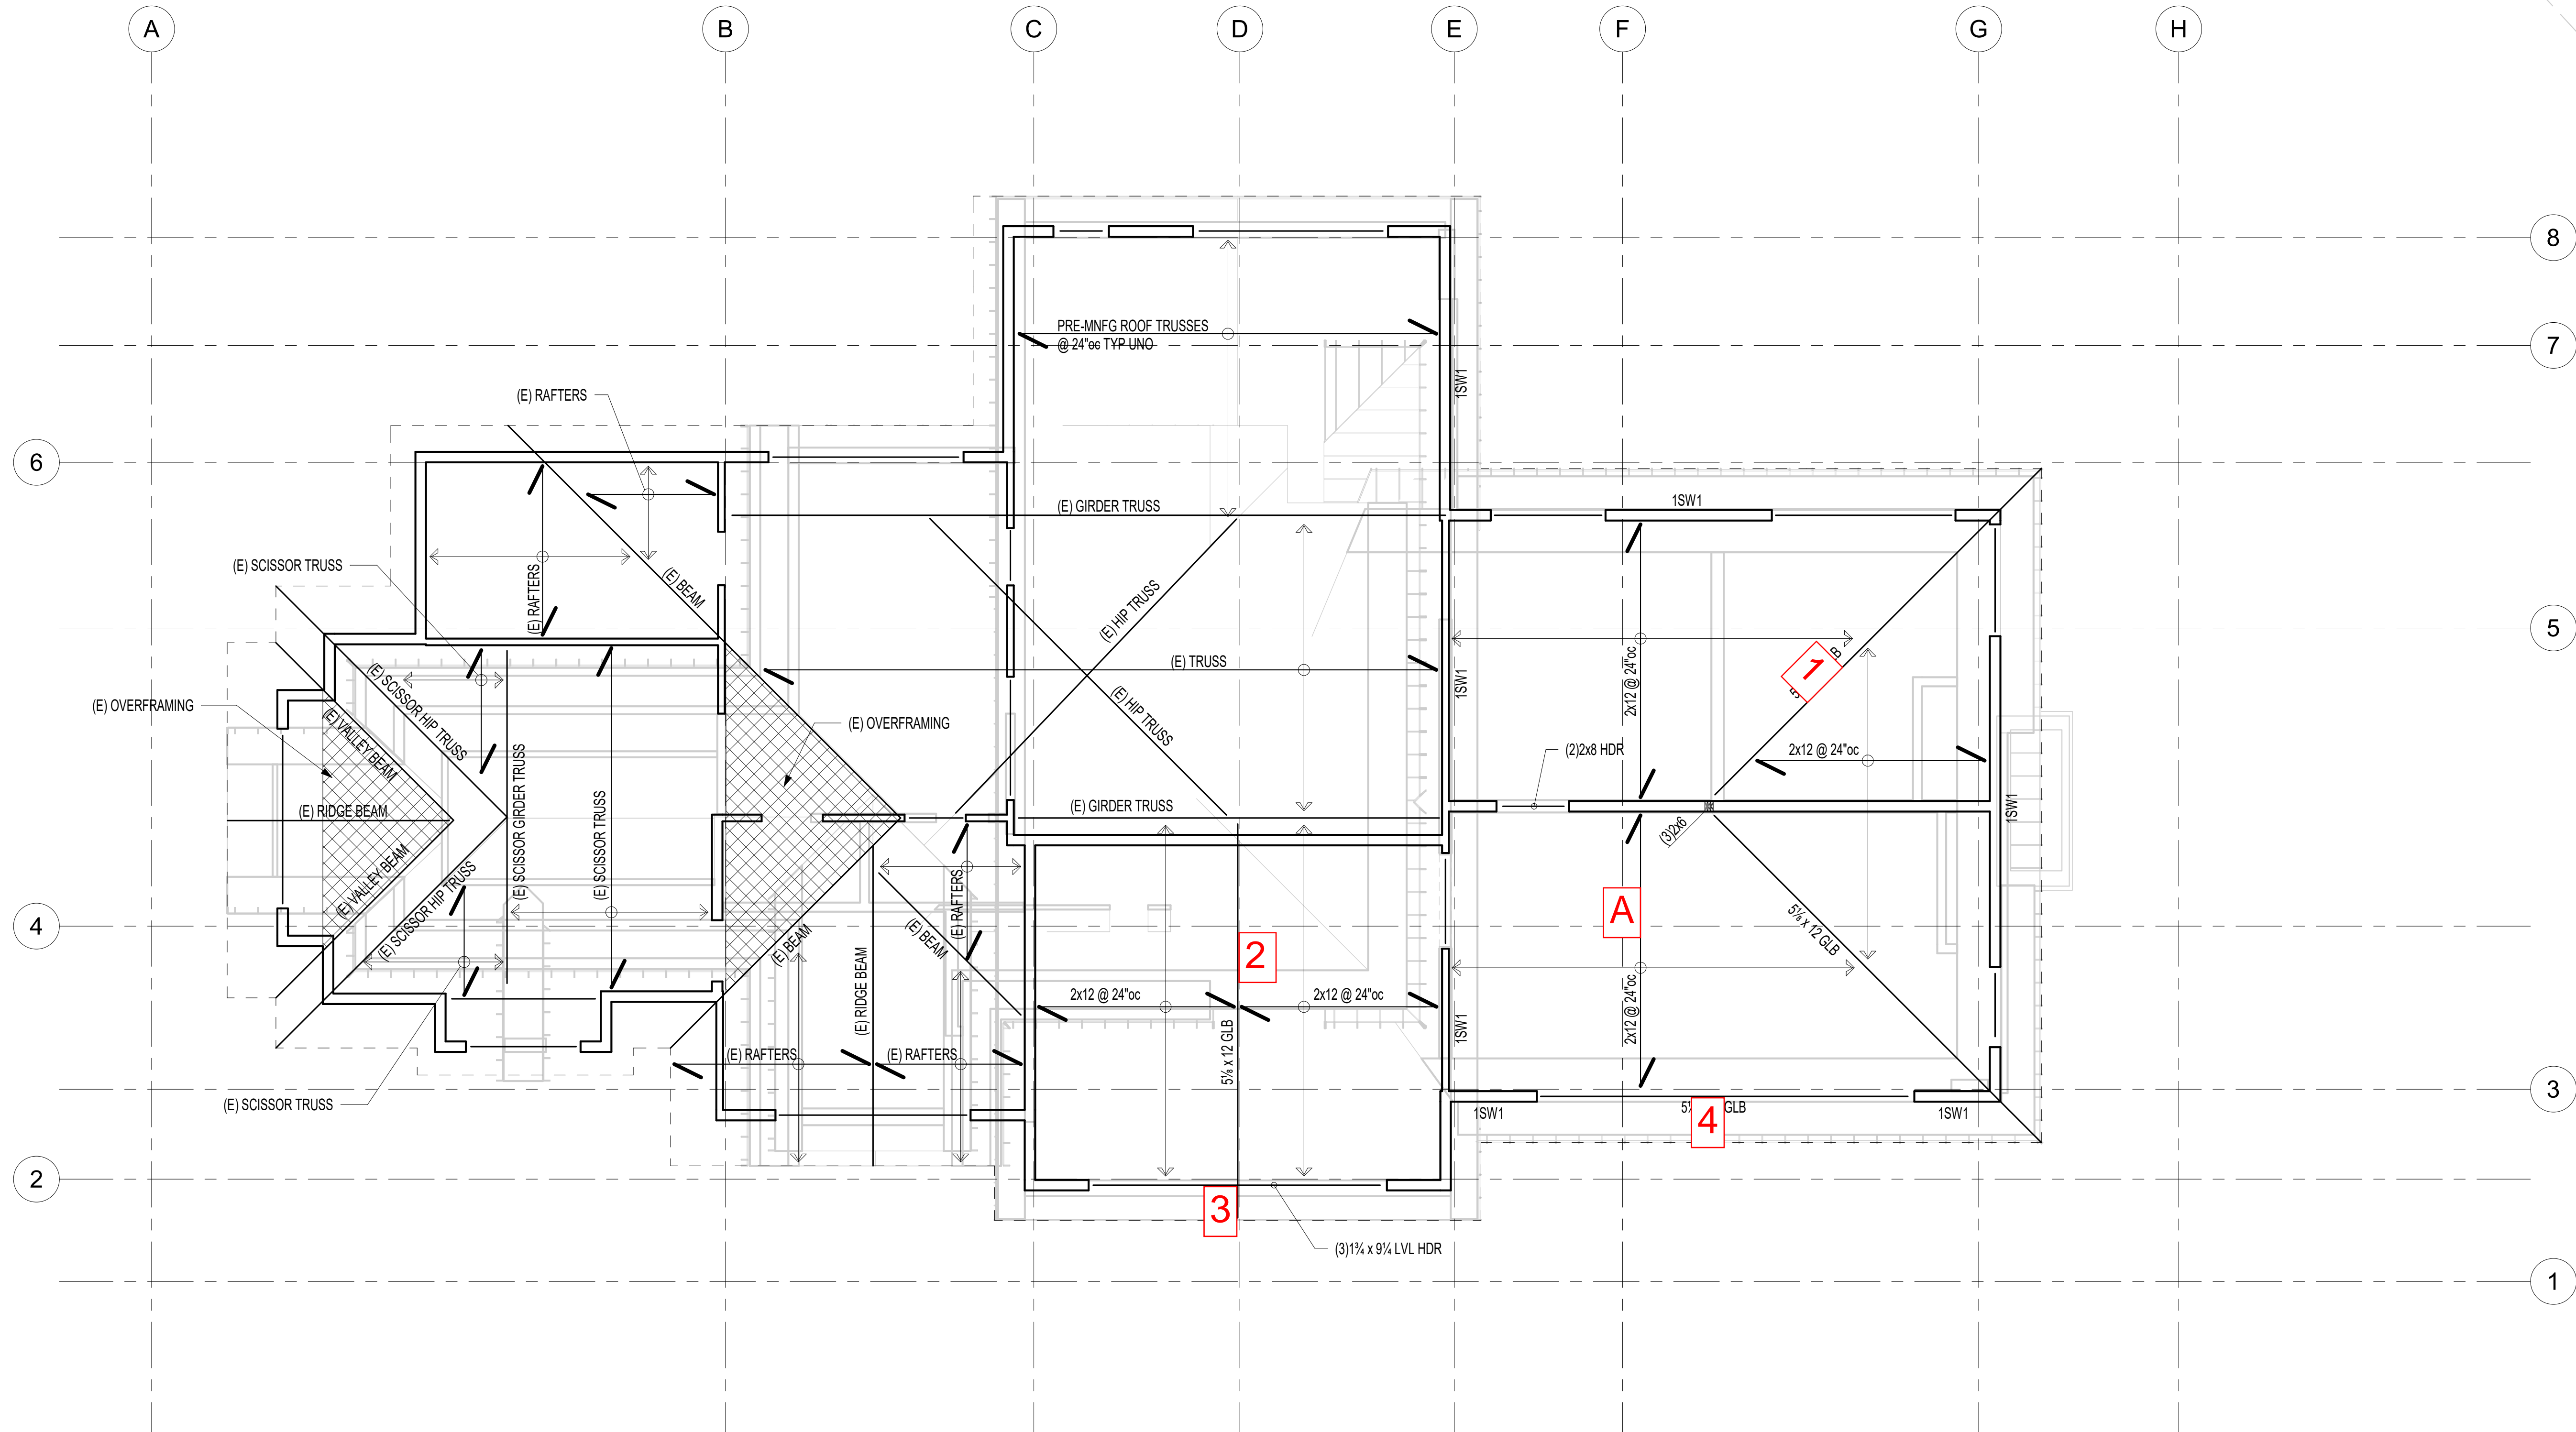 A
B
C
D
E
F
G
H
8
7
PRE-MNFG ROOF TRUSSES
@ 24"oc TYP UNO
1SW1
(E) RAFTERS
6
(E) GIRDER TRUSS
1SW1
(E) SCISSOR TRUSS
(E) RAFTERS
(E) BEAM
(E) HIP TRUSS
5
(E) TRUSS
1SW1
2x12 @ 24"oc
1
B
(E) SCISSOR HIP TRUSS
(E) OVERFRAMING
(E) VALLEY BEAM
(E) OVERFRAMING
(E) HIP TRUSS
(2)2x8 HDR
2x12 @ 24"oc
(E) RIDGE BEAM
(E) SCISSOR GIRDER TRUSS
(E) SCISSOR TRUSS
(E) GIRDER TRUSS
(3)2x6
1SW1
(E) VALLEY BEAM
(E) SCISSOR HIP TRUSS
(E) RAFTERS
A
4
(E) BEAM
(E) BEAM
2
5⅛ x 12 GLB
(E) RIDGE BEAM
2x12 @ 24"oc
2x12 @ 24"oc
2x12 @ 24"oc
1SW1
(E) RAFTERS
(E) RAFTERS
5⅛ x 12 GLB
3
(E) SCISSOR TRUSS
1SW1
GLB
4
1SW1
2
3
(3)1¾ x 9¼ LVL HDR
1